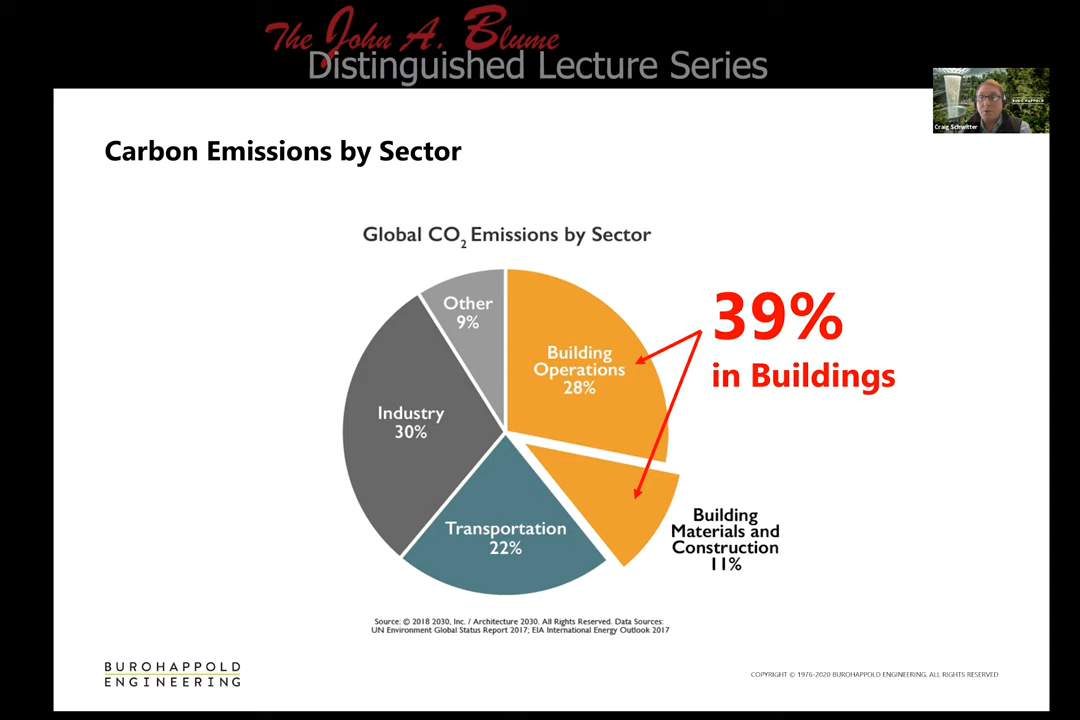 The John A. Blume
Distinguished Lecture Series
BURO HAPPOLD
Craig Schwitter
Carbon Emissions by Sector
Global CO2 Emissions by Sector
Other
9%
Building
Operations
28%
39%
in Buildings
Industry
30%
Transportation
22%
Building
Materials and
Construction
11%
Source: © 2018 2030, Inc. / Architecture 2030. All Rights Reserved. Data Sources:
UN Environment Global Status Report 2017; EIA International Energy Outlook 2017
BUROHAPPOLD
ENGINEERING
COPYRIGHT © 1976-2020 BUROHAPPOLD ENGINEERING. ALL RIGHTS RESERVED